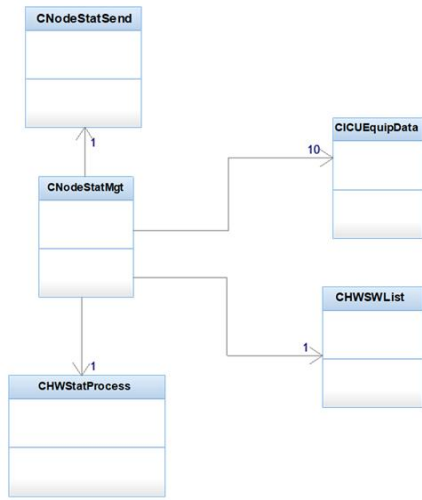 CNodeStatSend
1
CICUEquipData
10
CNodeStatMgt
CHWSWList
1
1
CHWStatProcess